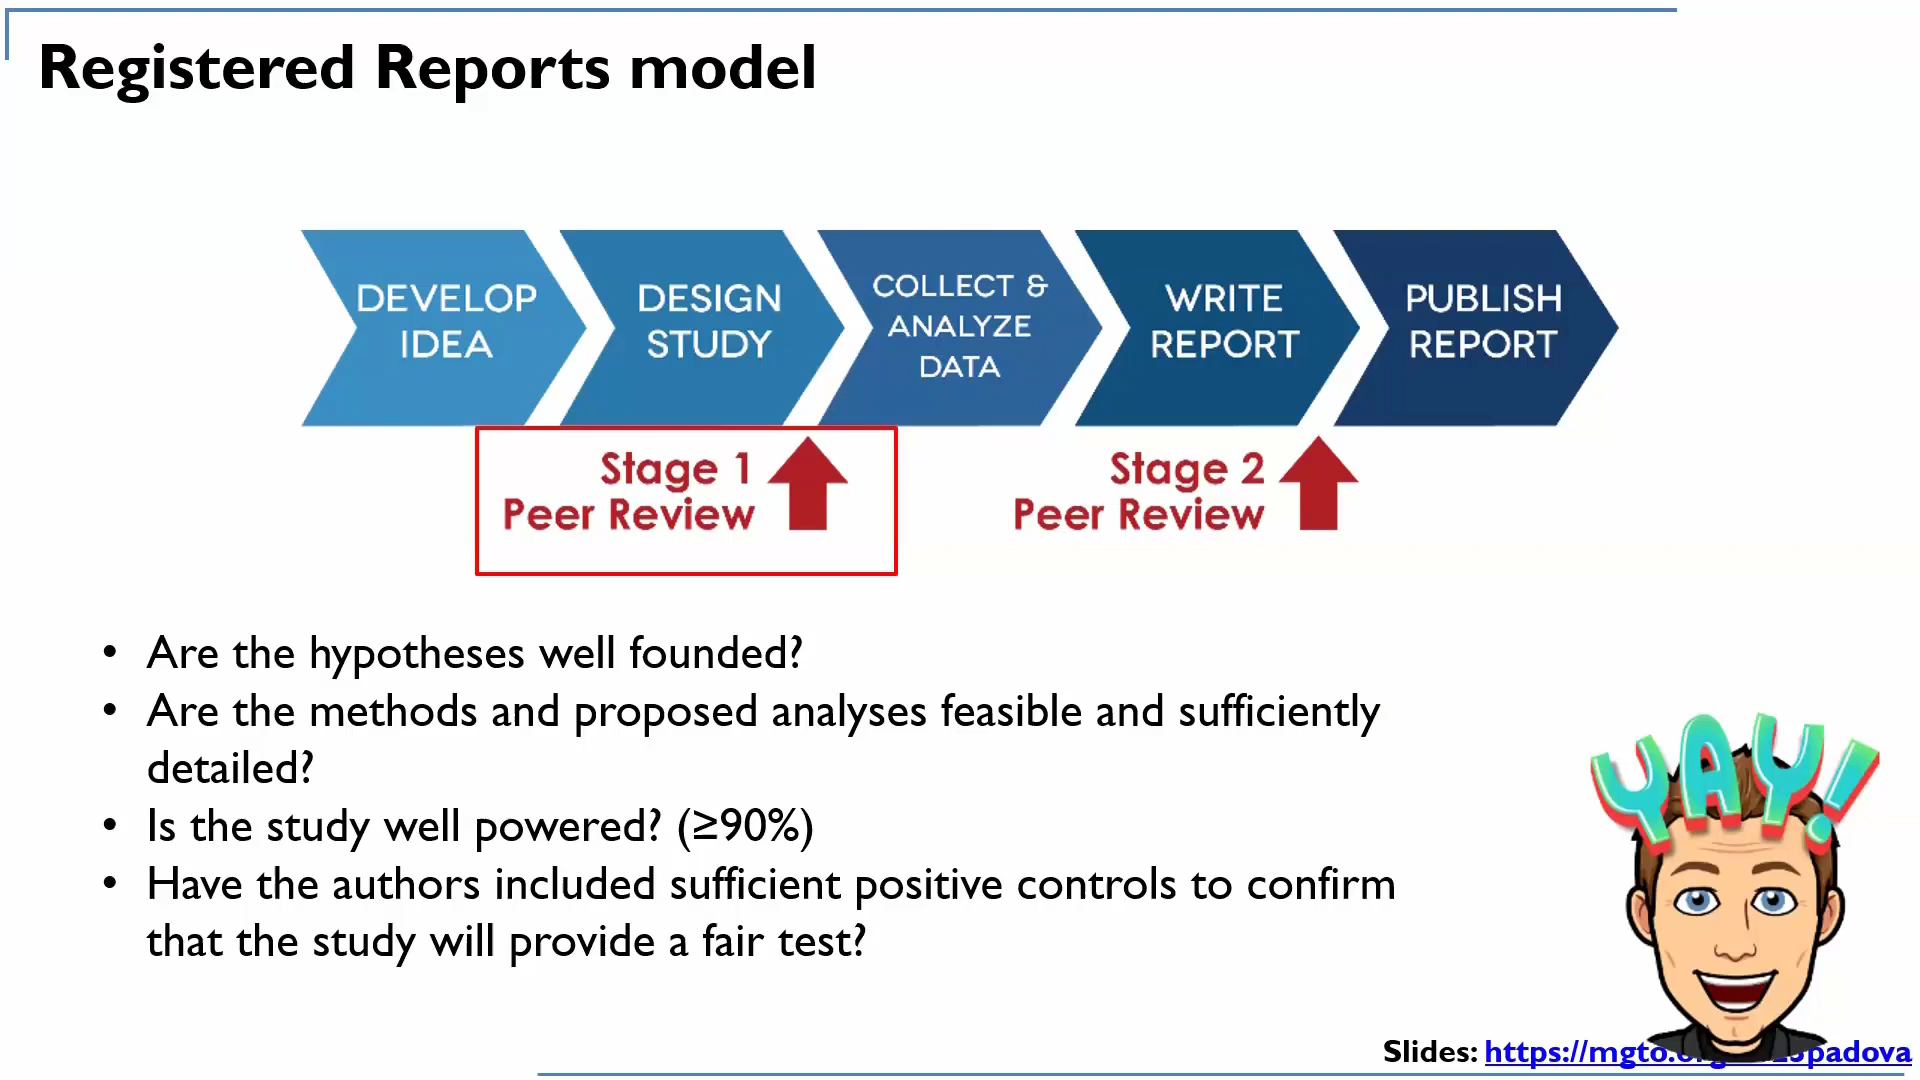 Registered Reports model
DEVELOP
IDEA
DESIGN
STUDY
COLLECT &
ANALYZE
DATA
WRITE
REPORT
PUBLISH
REPORT
Stage 1
Peer Review
Stage 2
Peer Review
• Are the hypotheses well founded?
• Are the methods and proposed analyses feasible and sufficiently
detailed?
• Is the study well powered? (≥90%)
• Have the authors included sufficient positive controls to confirm
that the study will provide a fair test?
YAY!
Slides: